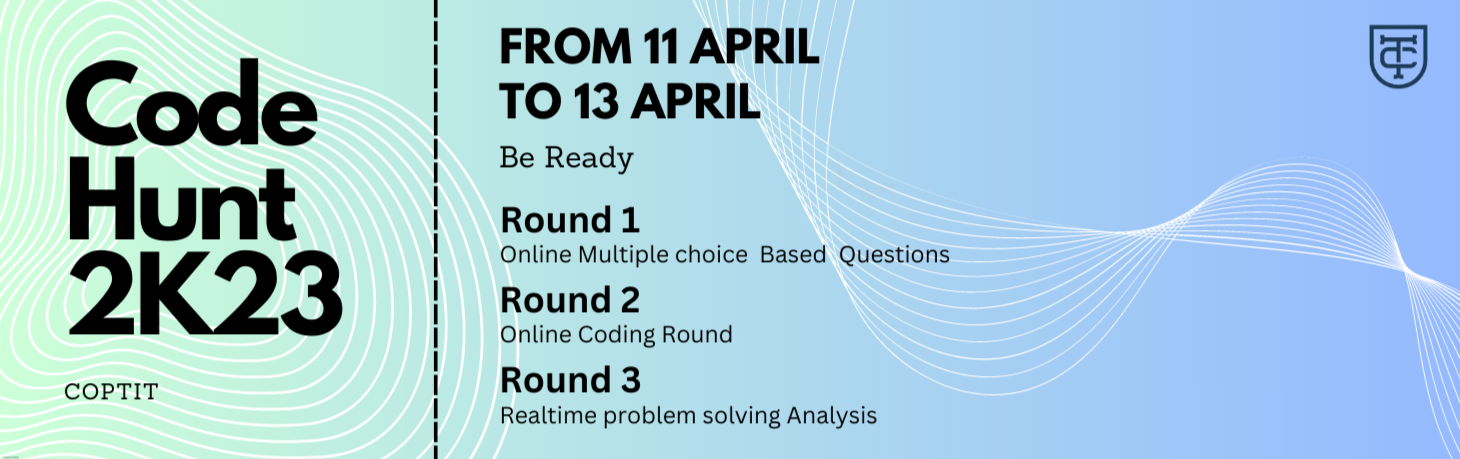 Code
Hunt
2K23
COPTIT
FROM 11 APRIL
TO 13 APRIL
Be Ready
Round 1
Online Multiple choice Based Questions
Round 2
Online Coding Round
Round 3
Realtime problem solving Analysis